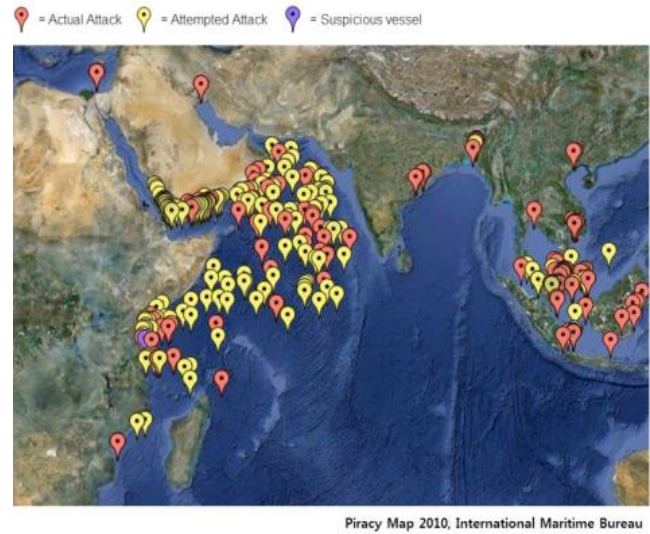 = Actual Attack = Attempted Attack = Suspicious vessel
Piracy Map 2010, International Maritime Bureau